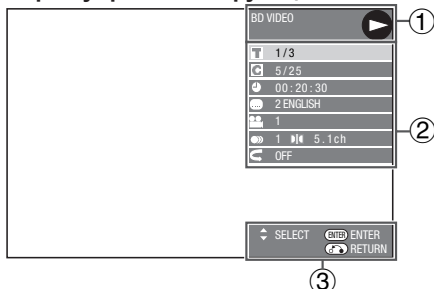 BD VIDEO
1/3
5/25
00:20:30
2 ENGLISH
1
1 5.1ch
OFF
SELECT ENTER ENTER
RETURN
①
②
③